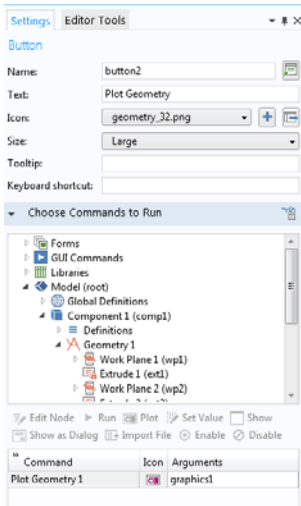 Settings Editor Tools
Button
Name: button2
Text: Plot Geometry
Icon: geometry_32.png
Size: Large
Tooltip:
Keyboard shortcut:
Choose Commands to Run
Forms
GUI Commands
Libraries
Model (root)
Global Definitions
Component 1 (comp1)
Definitions
Geometry 1
Work Plane 1 (wp1)
Extrude 1 (ext1)
Work Plane 2 (wp2)
Edit Node Run Plot Set Value Show
Show as Dialog Import File Enable Disable
Command Icon Arguments
Plot Geometry 1 graphics1